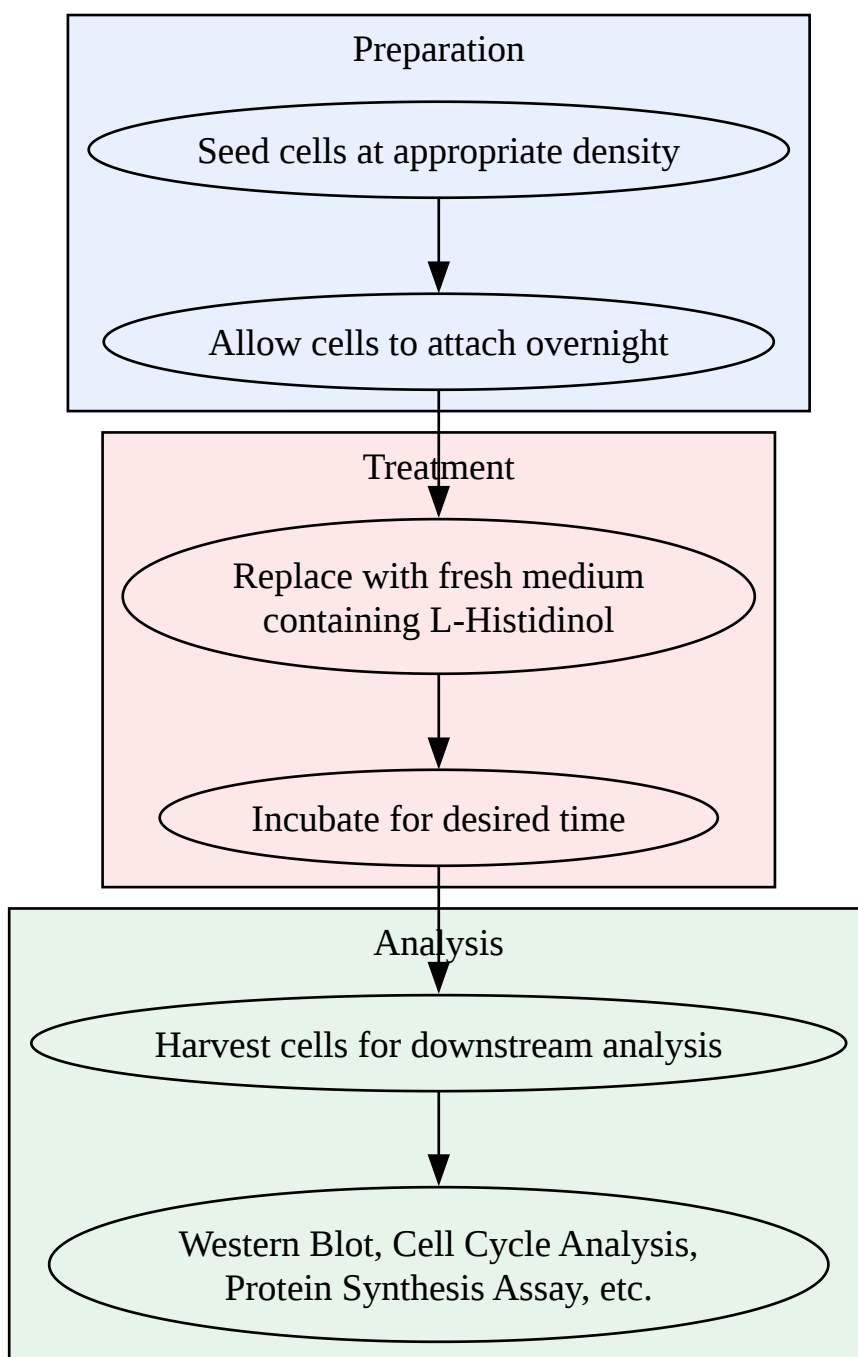 Preparation
Seed cells at appropriate density
Allow cells to attach overnight
Treatment
Replace with fresh medium
containing L-Histidinol
Incubate for desired time
Analysis
Harvest cells for downstream analysis
Western Blot, Cell Cycle Analysis,
Protein Synthesis Assay, etc.